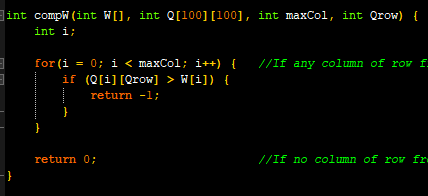 int compW(int W[], int Q[100][100], int maxCol, int Qrow) {
    int i;
    for(i = 0; i < maxCol; i++) {   //If any column of row
        if (Q[i][Qrow] > W[i]) {
            return -1;
        }
    }
    return 0;                       //If no column of row
}